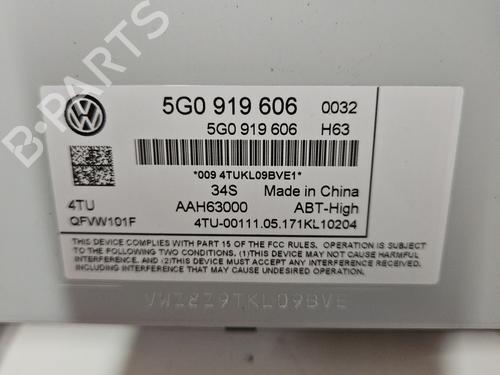 B-PARTS
5G0 919 606 0032
5G0 919 606 H63
*009 4TUKL09BVE1*
34S Made in China
4TU AAH63000 ABT-High
QFVW101F 4TU-00111.05.171KL10204
THIS DEVICE COMPLIES WITH PART 15 OF THE FCC RULES. OPERATION IS SUBJECT TO THE
FOLLOWING TWO CONDITIONS: (1)THIS DEVICE MAY NOT CAUSE HARMFUL
INTERFERENCE. AND (2)THIS DEVICE MUST ACCEPT ANY INTERFERENCE RECEIVED,
INCLUDING INTERFERENCE THAT MAY CAUSE UNDESIRED OPERATION.
VWZ8Z9TKL09BVE